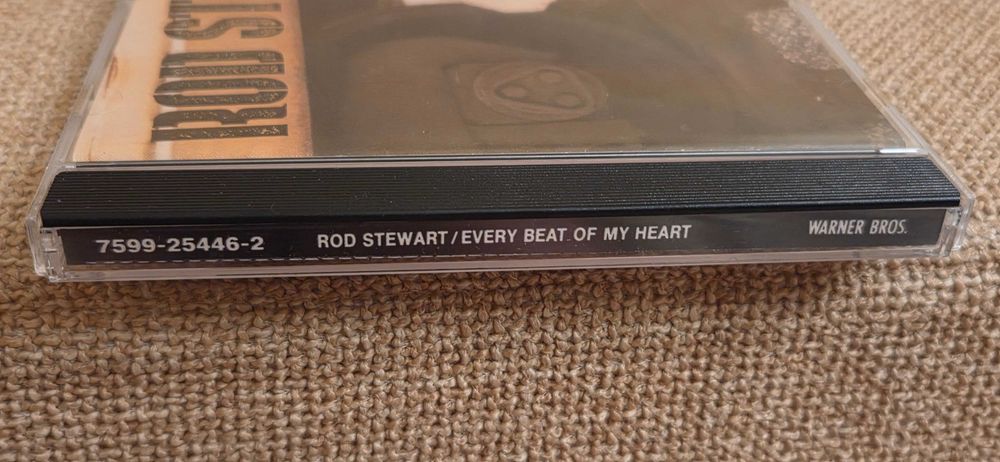 ROD ST
7599-25446-2 ROD STEWART/EVERY BEAT OF MY HEART WARNER BROS.